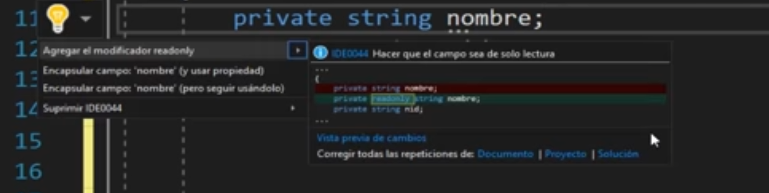 11 private string nombre;
12 Agregar el modificador readonly
Encapsular campo: 'nombre' (y usar propiedad)
13 Encapsular campo: 'nombre' (pero seguir usándolo)
14 Suprimir IDE0044
15
16
IDE0044 Hacer que el campo sea de solo lectura
...
{
private string nombre;
private readonly string nombre;
private string nid;
...
Vista previa de cambios
Corregir todas las repeticiones de: Documento | Proyecto | Solución